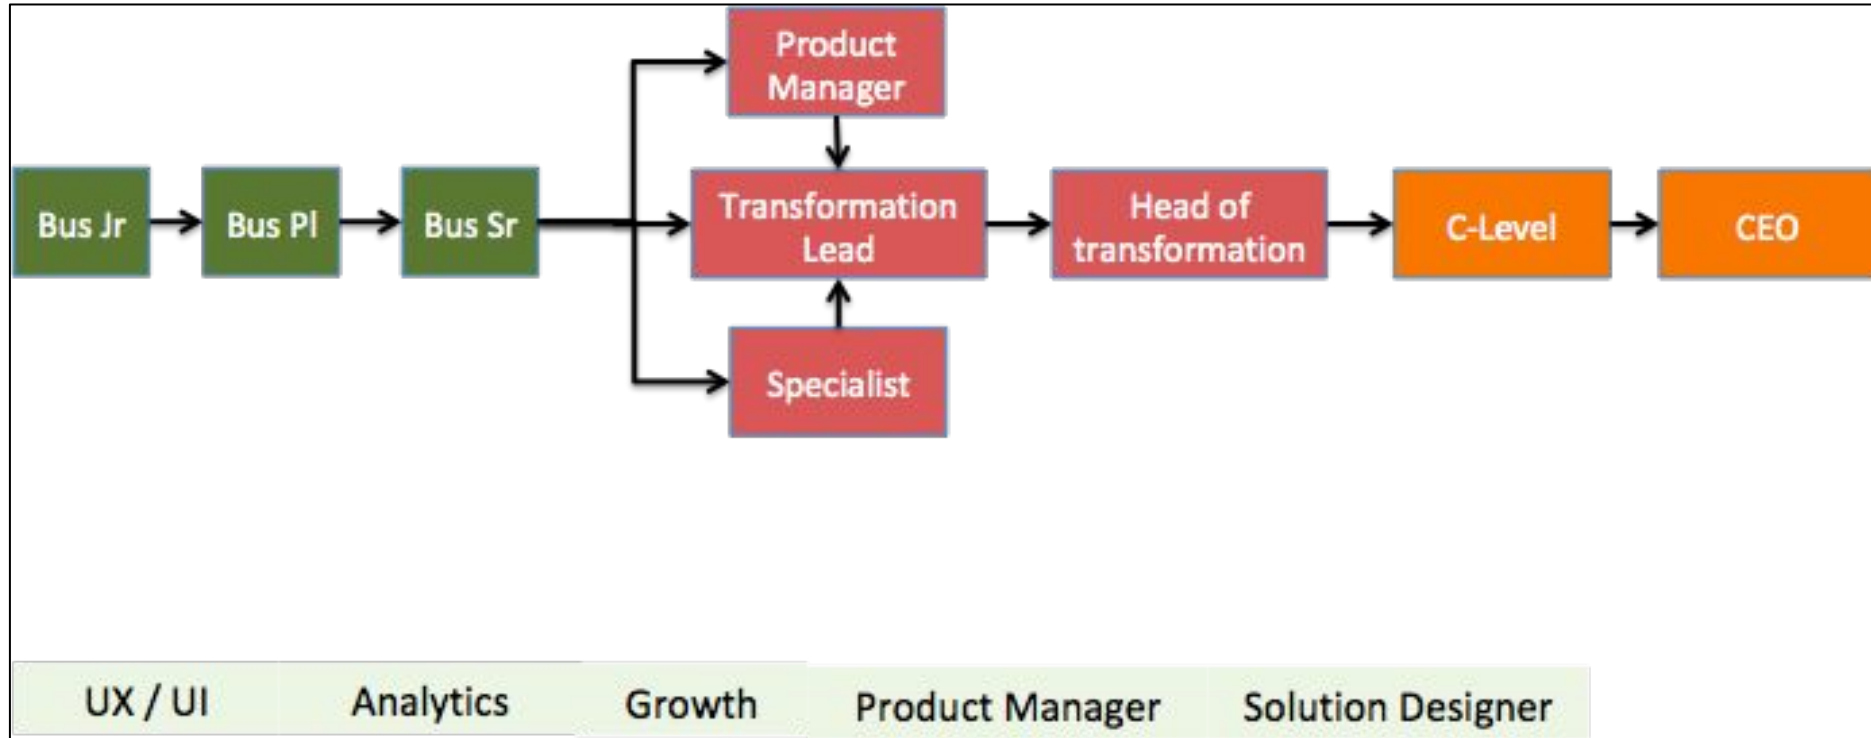 Product
Manager
Bus Jr
Bus Pl
Bus Sr
Transformation
Lead
Head of
transformation
C-Level
CEO
Specialist
UX / UI
Analytics
Growth
Product Manager
Solution Designer